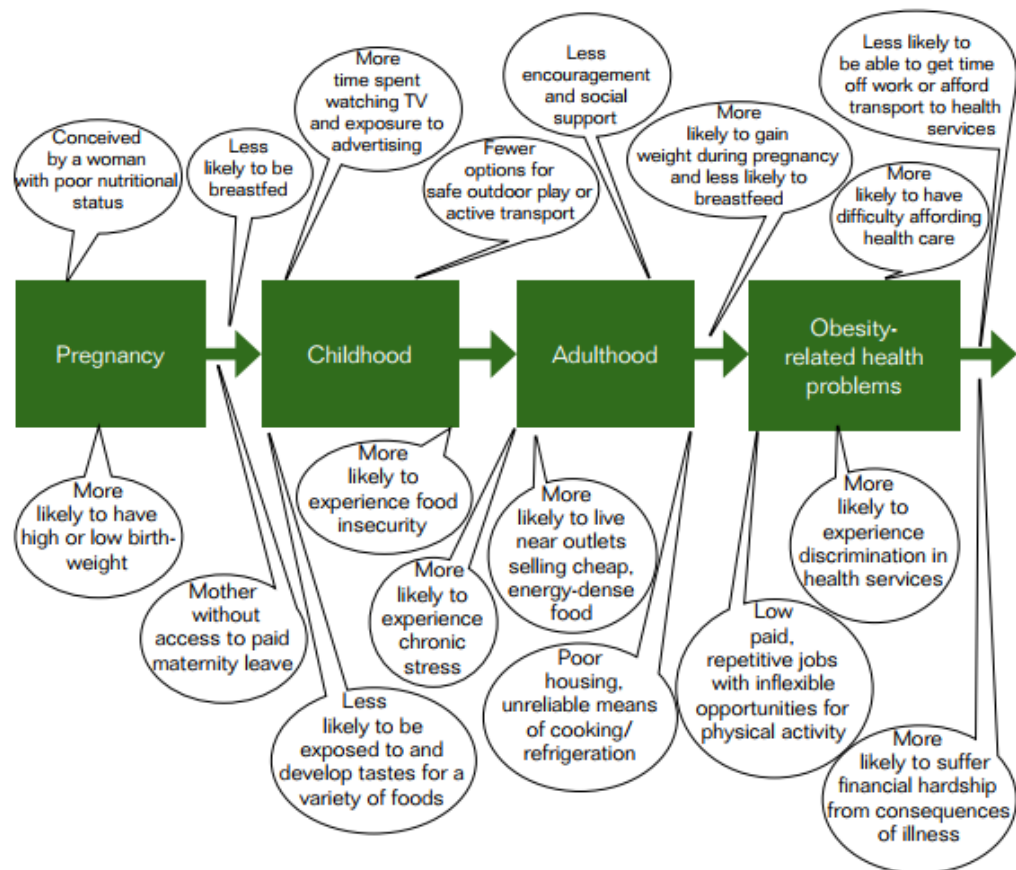 Conceived
by a woman
with poor nutritional
status
Less
likely to be
breastfed
More
time spent
watching TV
and exposure to
advertising
Fewer
options for
safe outdoor play or
active transport
Less
encouragement
and social
support
More
likely to gain
weight during pregnancy
and less likely to
breastfeed
Less likely to
be able to get time
off work or afford
transport to health
services
More
likely to have
difficulty affording
health care
Pregnancy
Childhood
Adulthood
Obesity-
related health
problems
More
likely to have
high or low birth-
weight
Mother
without
access to paid
maternity leave
Less
likely to be
exposed to and
develop tastes for a
variety of foods
More
likely to
experience food
insecurity
More
likely to
experience
chronic
stress
More
likely to live
near outlets
selling cheap,
energy-dense
food
Poor
housing,
unreliable means
of cooking/
refrigeration
Low
paid,
repetitive jobs
with inflexible
opportunities for
physical activity
More
likely to
experience
discrimination in
health services
More
likely to suffer
financial hardship
from consequences
of illness